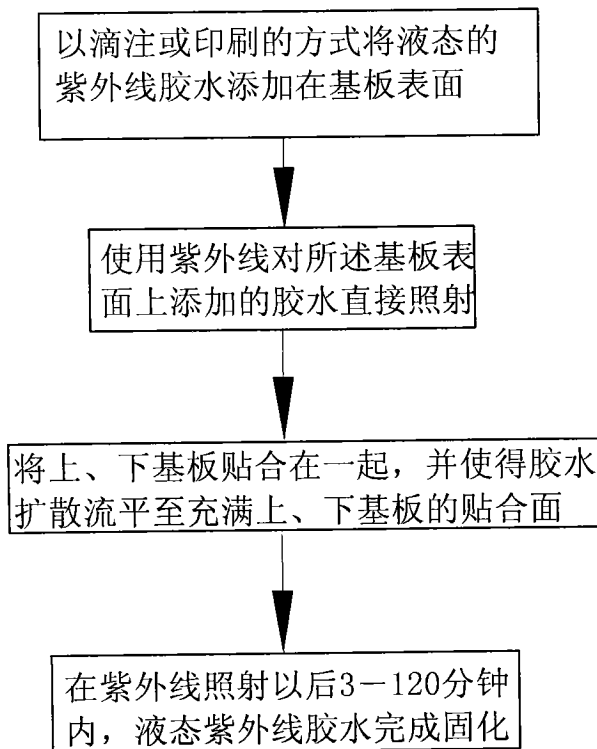 以滴注或印刷的方式将液态的
紫外线胶水添加在基板表面
使用紫外线对所述基板表
面上添加的胶水直接照射
将上、下基板贴合在一起，并使得胶水
扩散流平至充满上、下基板的贴合面
在紫外线照射以后3－120分钟
内，液态紫外线胶水完成固化